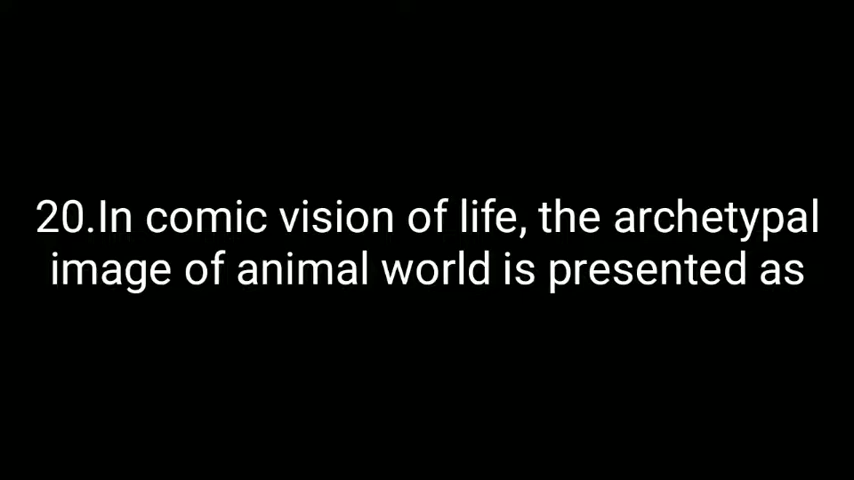 20.In comic vision of life, the archetypal
image of animal world is presented as